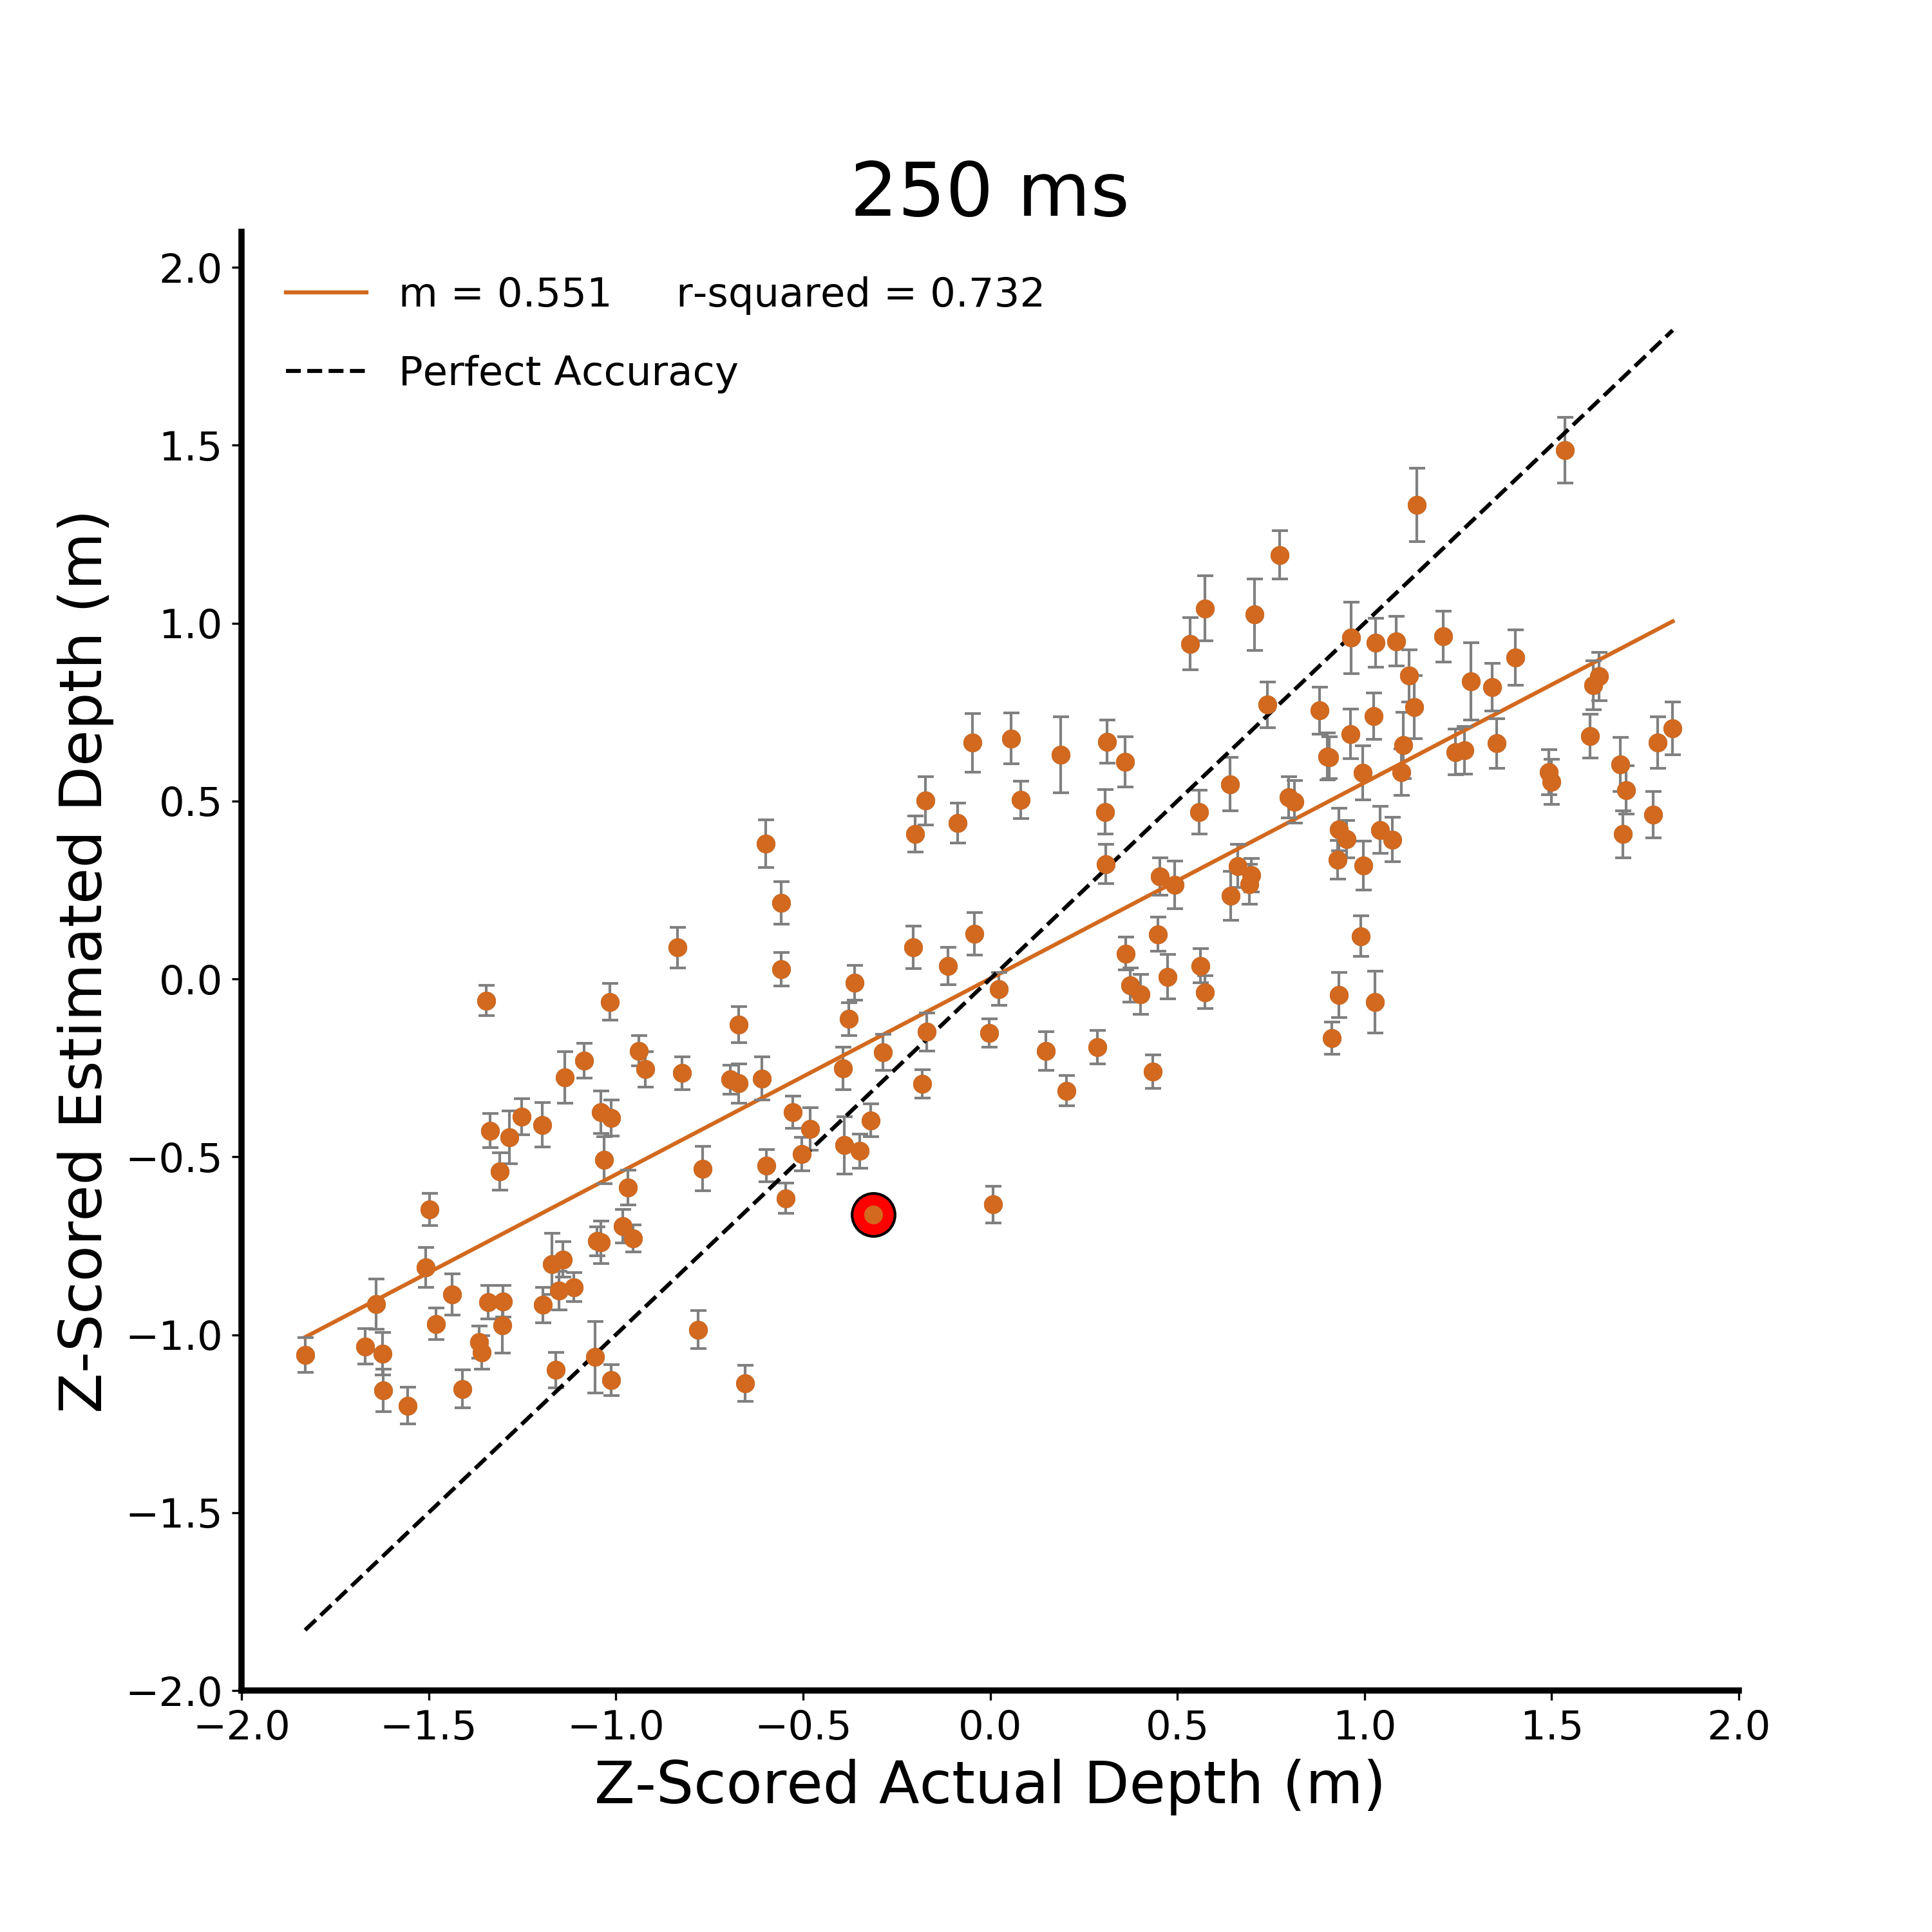 250 ms
m = 0.551 r-squared = 0.732
Perfect Accuracy
Z-Scored Estimated Depth (m)
2.0
1.5
1.0
0.5
0.0
−0.5
−1.0
−1.5
−2.0
−2.0 −1.5 −1.0 −0.5 0.0 0.5 1.0 1.5 2.0
Z-Scored Actual Depth (m)